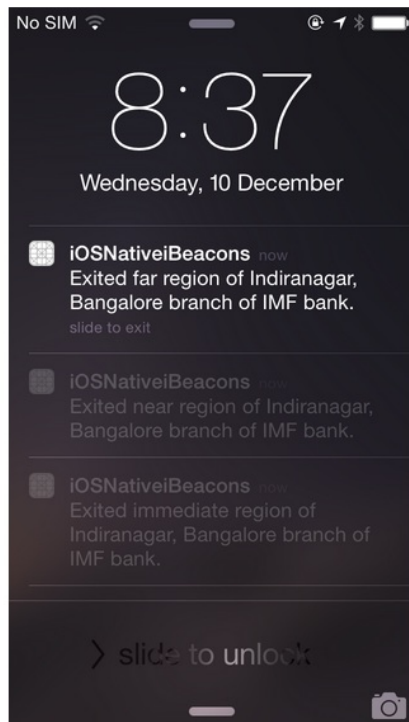 No SIM
8:37
Wednesday, 10 December
iOSNativeiBeacons now
Exited far region of Indiranagar,
Bangalore branch of IMF bank.
slide to exit
iOSNativeiBeacons now
Exited near region of Indiranagar,
Bangalore branch of IMF bank.
iOSNativeiBeacons now
Exited immediate region of
Indiranagar, Bangalore branch of
IMF bank.
slide to unlock